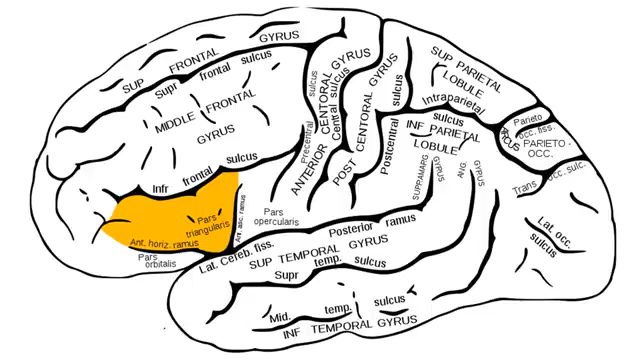 SUP FRONTAL GYRUS
Supr frontal sulcus
MIDDLE FRONTAL
GYRUS
Infr frontal sulcus
Precentral sulcus
ANTERIOR CENTORAL GYRUS
Central sulcus
POST CENTORAL GYRUS
Postcentral sulcus
SUP PARIETAL
LOBULE
Intraparietal
sulcus
INF PARIETAL
LOBULE
SUPRAMARG
GYRUS
ANG. GYRUS
Parieto
occ. fiss.
ARCUS
PARIETO-
OCC.
Trans occ. sulc.
Lat. occ.
sulcus
Pars
triangularis
Ant. horiz. ramus
Ant. asc. ramus
Pars
opercularis
Pars
orbitalis
Lat. Cereb. fiss.
Posterior ramus
SUP TEMPORAL GYRUS
Supr temp. sulcus
Mid. temp. sulcus
INF TEMPORAL GYRUS